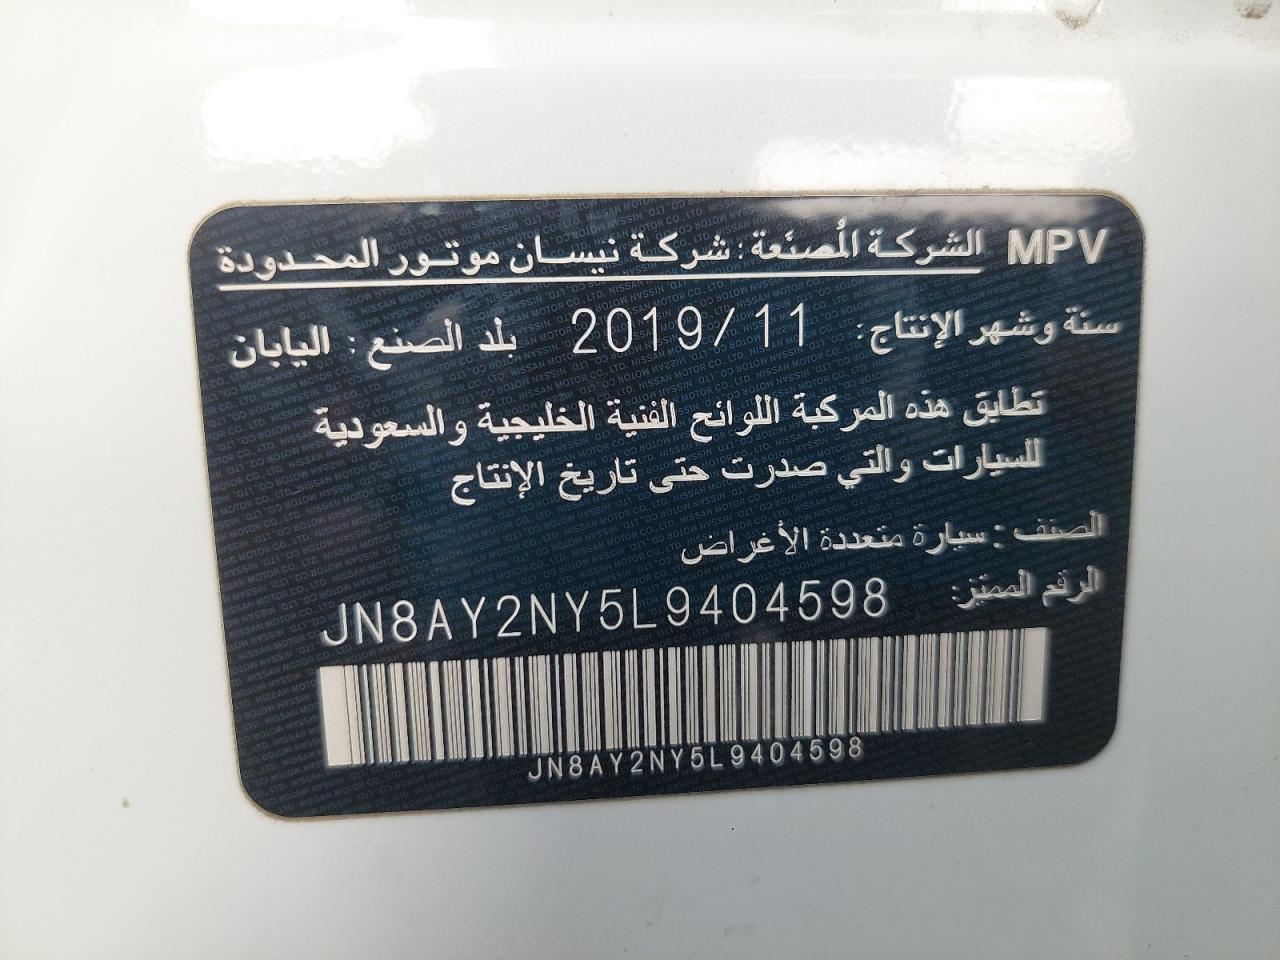 MPV الشركة المُصنّعة : شركة نيسان موتور المحدودة
سنة وشهر الإنتاج: 2019/11 بلد الصنع : اليابان
تطابق هذه المركبة اللوائح الفنية الخليجية والسعودية
للسيارات والتي صدرت حتى تاريخ الإنتاج
الصنف : سيارة متعددة الأغراض
الرقم المميّز: JN8AY2NY5L9404598
JN8AY2NY5L9404598